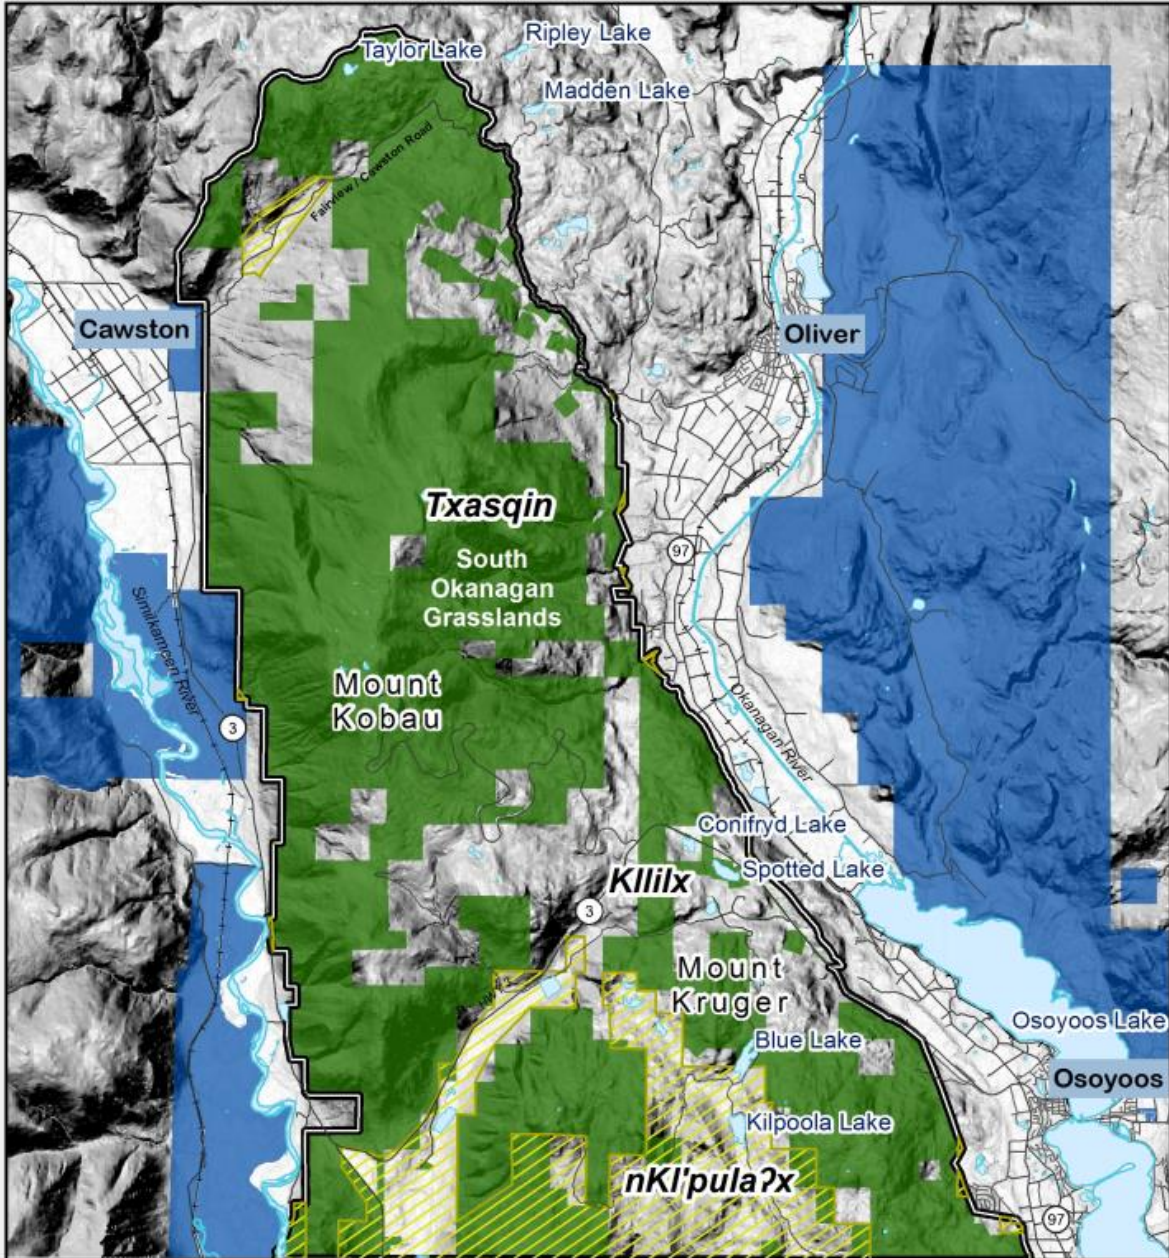 Ripley Lake
Taylor Lake
Madden Lake
Fairview / Cawston Road
Cawston
Oliver
Txasqin
South
Okanagan
Grasslands
97
Similkameen River
Mount
Kobau
3
Okanagan River
Conifryd Lake
Spotted Lake
Kllilx
3
Mount
Kruger
Osoyoos Lake
Blue Lake
Osoyoos
Kilpoola Lake
nKl'pulaʔx
97